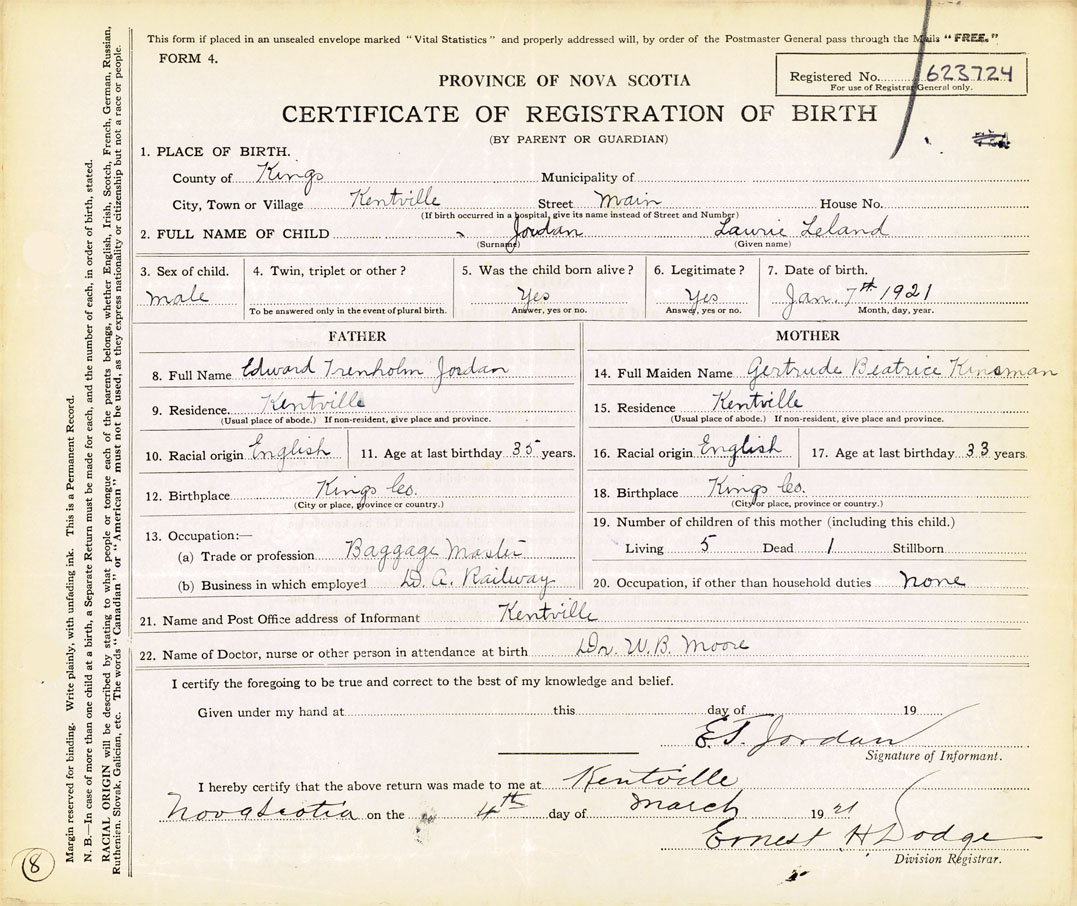 This form if placed in an unsealed envelope marked "Vital Statistics" and properly addressed will, by order of the Postmaster General pass through the Mails "FREE."
FORM 4.
PROVINCE OF NOVA SCOTIA
Registered No. 623724
For use of Registrar General only.
CERTIFICATE OF REGISTRATION OF BIRTH
(BY PARENT OR GUARDIAN)
1. PLACE OF BIRTH.
County of Kings Municipality of
City, Town or Village Kentville Street Main House No.
(If birth occurred in a hospital, give its name instead of Street and Number)
2. FULL NAME OF CHILD Jordan Laurie Leland
(Surname) (Given name)
3. Sex of child. 4. Twin, triplet or other? 5. Was the child born alive? 6. Legitimate? 7. Date of birth.
male Yes Yes Jan. 7th 1921
To be answered only in the event of plural birth. Answer, yes or no. Answer, yes or no. Month, day, year.
FATHER MOTHER
8. Full Name Edward Trenholm Jordan 14. Full Maiden Name Gertrude Beatrice Kinsman
9. Residence. Kentville 15. Residence Kentville
(Usual place of abode.) If non-resident, give place and province. (Usual place of abode.) If non-resident, give place and province.
10. Racial origin English 11. Age at last birthday 35 years. 16. Racial origin English 17. Age at last birthday 33 years.
12. Birthplace Kings Co. 18. Birthplace Kings Co.
(City or place, province or country.) (City or place, province or country.)
13. Occupation:— 19. Number of children of this mother (including this child.)
(a) Trade or profession Baggage Master Living 5 Dead 1 Stillborn
(b) Business in which employed D. A. Railway 20. Occupation, if other than household duties none
21. Name and Post Office address of Informant Kentville
22. Name of Doctor, nurse or other person in attendance at birth Dr. W. B. Moore
I certify the foregoing to be true and correct to the best of my knowledge and belief.
Given under my hand at this day of 19
E. T. Jordan
Signature of Informant.
I hereby certify that the above return was made to me at Kentville
Nova Scotia on the 4th day of March 19 21
Ernest H Dodge
Division Registrar.
8
Margin reserved for binding. Write plainly, with unfading ink. This is a Permanent Record.
N. B.—In case of more than one child at a birth, a Separate Return must be made for each, and the number of each, in order of birth, stated.
RACIAL ORIGIN will be described by stating to what people or tongue each of the parents belongs, whether English, Irish, Scotch, French, German, Russian,
Ruthenien, Slovak, Galician, etc. The words "Canadian" or "American" must not be used, as they express nationality or citizenship but not a race or people.